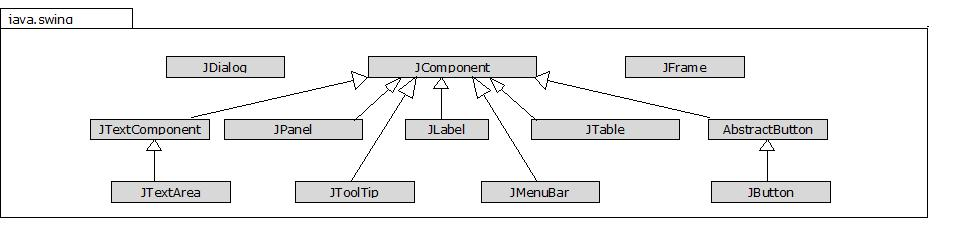 java.swing
JDialog JComponent JFrame
JTextComponent JPanel JLabel JTable AbstractButton
JTextArea JToolTip JMenuBar JButton